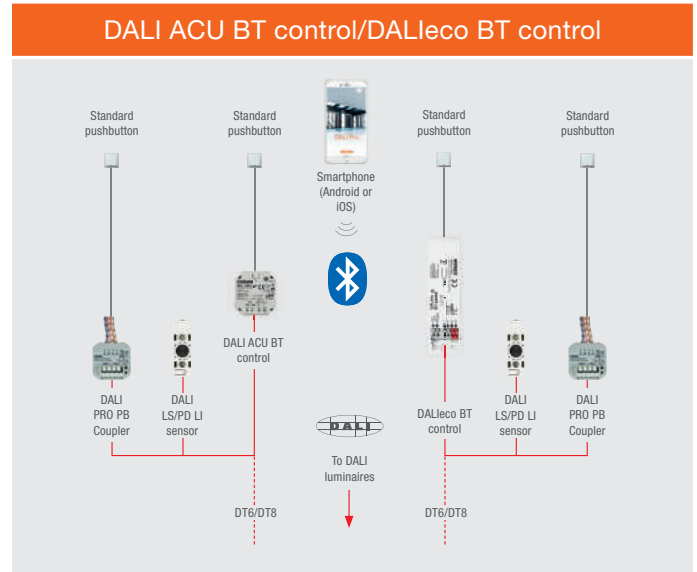 DALI ACU BT control/DALIeco BT control
Standard
pushbutton
Standard
pushbutton
Smartphone
(Android or
iOS)
Standard
pushbutton
Standard
pushbutton
DALI ACU BT
control
DALI
PRO PB
Coupler
DALI
LS/PD LI
sensor
DALI
To DALI
luminaires
DALIeco BT
control
DALI
LS/PD LI
sensor
DALI
PRO PB
Coupler
DT6/DT8
DT6/DT8